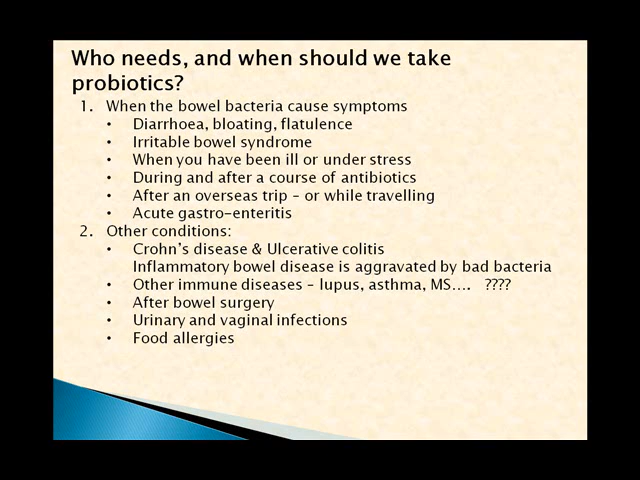 Who needs, and when should we take
probiotics?
1. When the bowel bacteria cause symptoms
• Diarrhoea, bloating, flatulence
• Irritable bowel syndrome
• When you have been ill or under stress
• During and after a course of antibiotics
• After an overseas trip – or while travelling
• Acute gastro-enteritis
2. Other conditions:
• Crohn's disease & Ulcerative colitis
Inflammatory bowel disease is aggravated by bad bacteria
• Other immune diseases – lupus, asthma, MS.... ????
• After bowel surgery
• Urinary and vaginal infections
• Food allergies